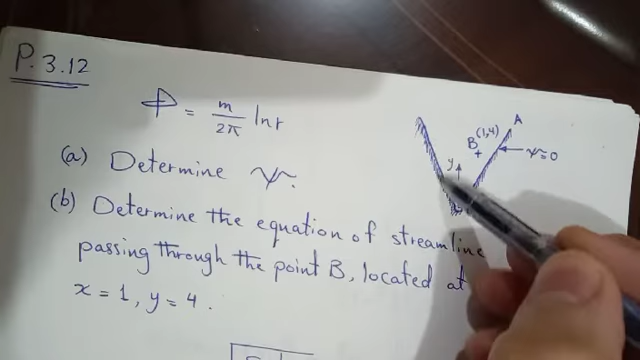 P.3.12
Φ = m/2π ln r
(a) Determine ψ.
(b) Determine the equation of streamline
passing through the point B, located at
x = 1, y = 4 .
A
B (1,4)
ψ=0
y